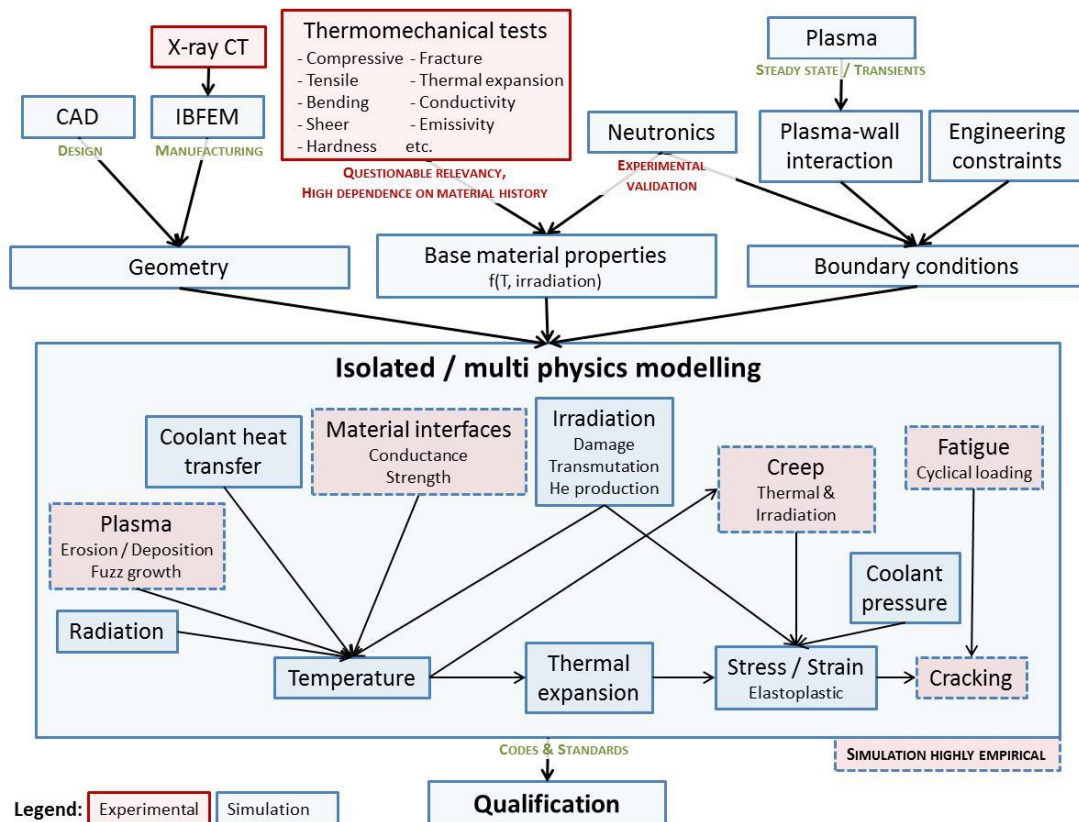 X-ray CT
Thermomechanical tests
- Compressive - Fracture
- Tensile - Thermal expansion
- Bending - Conductivity
- Sheer - Emissivity
- Hardness etc.
Plasma
STEADY STATE / TRANSIENTS
CAD
DESIGN
IBFEM
MANUFACTURING
Neutronics
EXPERIMENTAL
VALIDATION
Plasma-wall
interaction
Engineering
constraints
QUESTIONABLE RELEVANCY,
HIGH DEPENDENCE ON MATERIAL HISTORY
Geometry
Base material properties
f(T, irradiation)
Boundary conditions
Isolated / multi physics modelling
Coolant heat
transfer
Material interfaces
Conductance
Strength
Irradiation
Damage
Transmutation
He production
Creep
Thermal &
Irradiation
Fatigue
Cyclical loading
Plasma
Erosion / Deposition
Fuzz growth
Coolant
pressure
Radiation
Temperature
Thermal
expansion
Stress / Strain
Elastoplastic
Cracking
CODES & STANDARDS
SIMULATION HIGHLY EMPIRICAL
Qualification
Legend: Experimental Simulation